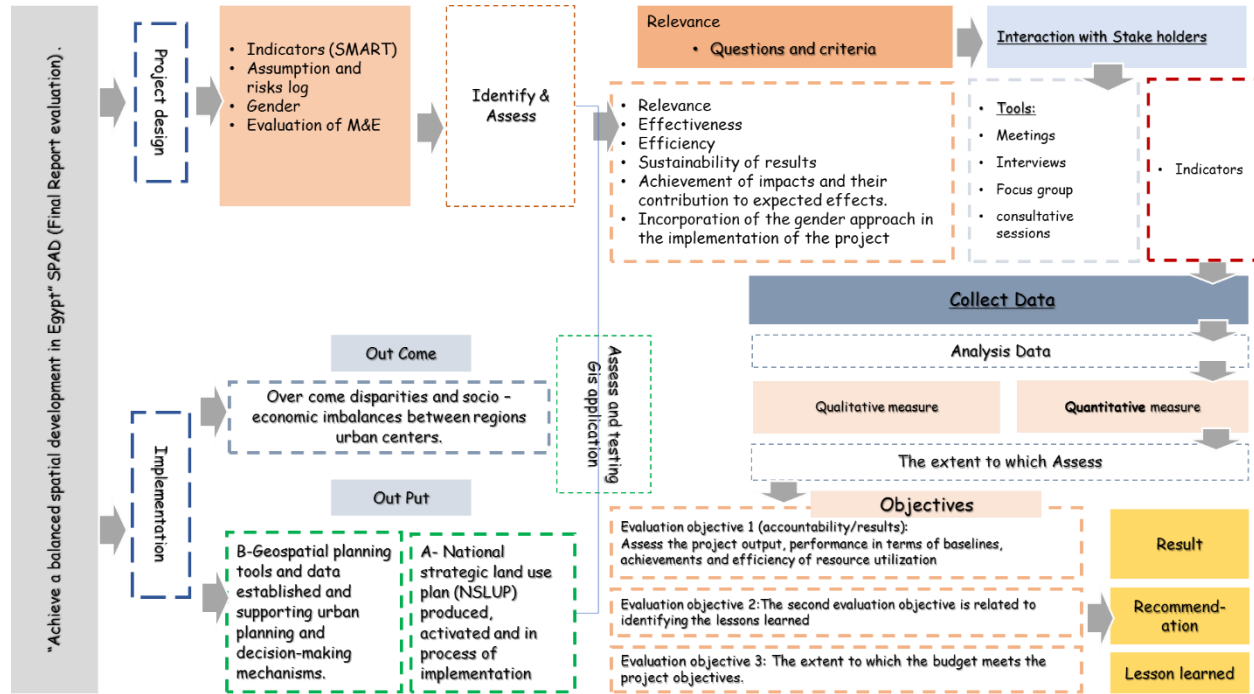 "Achieve a balanced spatial development in Egypt" SPAD (Final Report evaluation).
Project design
• Indicators (SMART)
• Assumption and
risks log
• Gender
• Evaluation of M&E
Identify &
Assess
Relevance
• Questions and criteria
Interaction with Stake holders
• Relevance
• Effectiveness
• Efficiency
• Sustainability of results
• Achievement of impacts and their
contribution to expected effects.
• Incorporation of the gender approach in
the implementation of the project
• Tools:
• Meetings
• Interviews
• Focus group
• consultative
sessions
• Indicators
Collect Data
Analysis Data
Qualitative measure
Quantitative measure
The extent to which Assess
Implementation
Out Come
Over come disparities and socio –
economic imbalances between regions
urban centers.
Out Put
B-Geospatial planning
tools and data
established and
supporting urban
planning and
decision-making
mechanisms.
A- National
strategic land use
plan (NSLUP)
produced,
activated and in
process of
implementation
Assess and testing
Gis application
Objectives
Evaluation objective 1 (accountability/results):
Assess the project output, performance in terms of baselines,
achievements and efficiency of resource utilization
Evaluation objective 2:The second evaluation objective is related to
identifying the lessons learned
Evaluation objective 3: The extent to which the budget meets the
project objectives.
Result
Recommend-
ation
Lesson learned